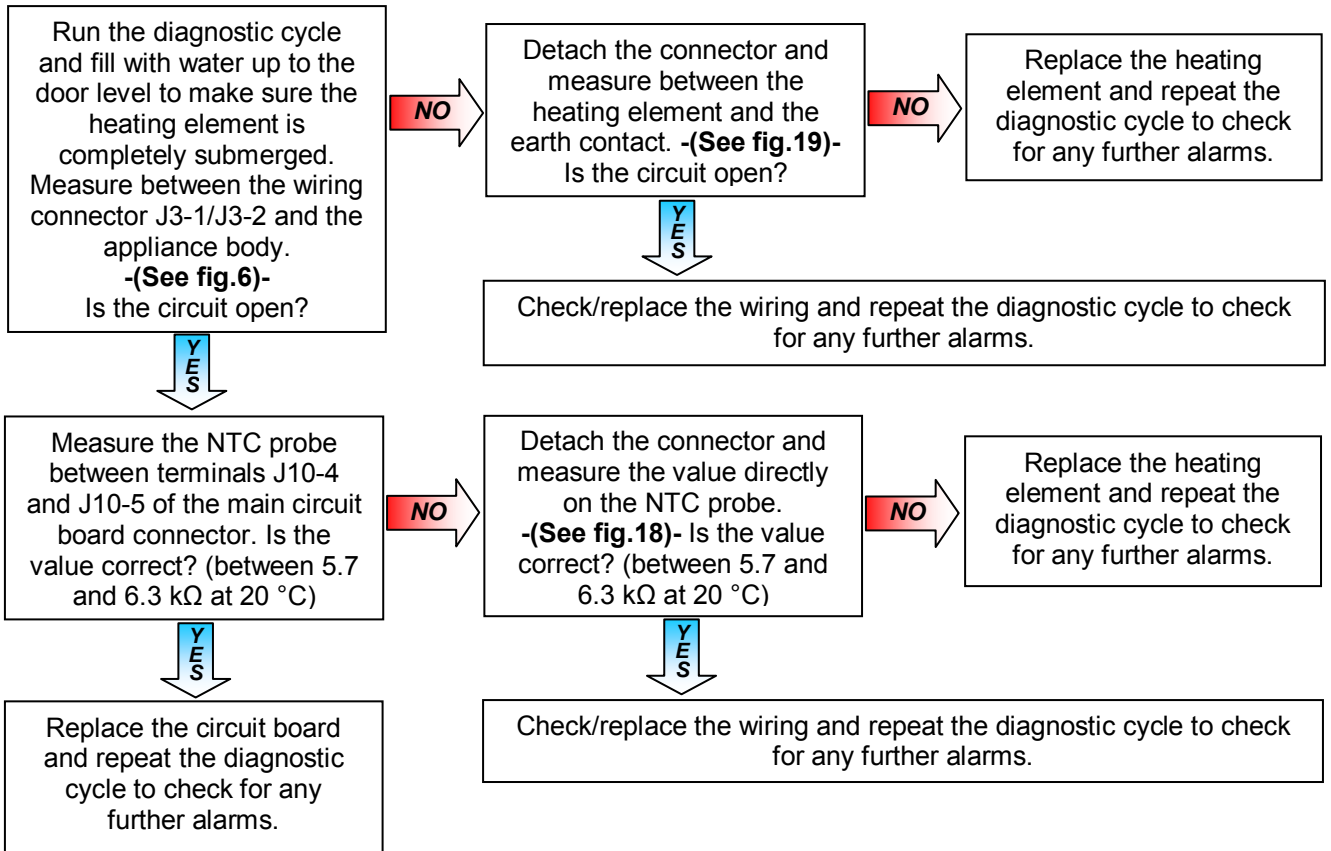 Run the diagnostic cycle
and fill with water up to the
door level to make sure the
heating element is
completely submerged.
Measure between the wiring
connector J3-1/J3-2 and the
appliance body.
-(See fig.6)-
Is the circuit open?
NO
Detach the connector and
measure between the
heating element and the
earth contact. -(See fig.19)-
Is the circuit open?
NO
Replace the heating
element and repeat the
diagnostic cycle to check
for any further alarms.
YES
Check/replace the wiring and repeat the diagnostic cycle to check
for any further alarms.
YES
Measure the NTC probe
between terminals J10-4
and J10-5 of the main circuit
board connector. Is the
value correct? (between 5.7
and 6.3 kΩ at 20 °C)
NO
Detach the connector and
measure the value directly
on the NTC probe.
-(See fig.18)- Is the value
correct? (between 5.7 and
6.3 kΩ at 20 °C)
NO
Replace the heating
element and repeat the
diagnostic cycle to check
for any further alarms.
YES
Check/replace the wiring and repeat the diagnostic cycle to check
for any further alarms.
YES
Replace the circuit board
and repeat the diagnostic
cycle to check for any
further alarms.